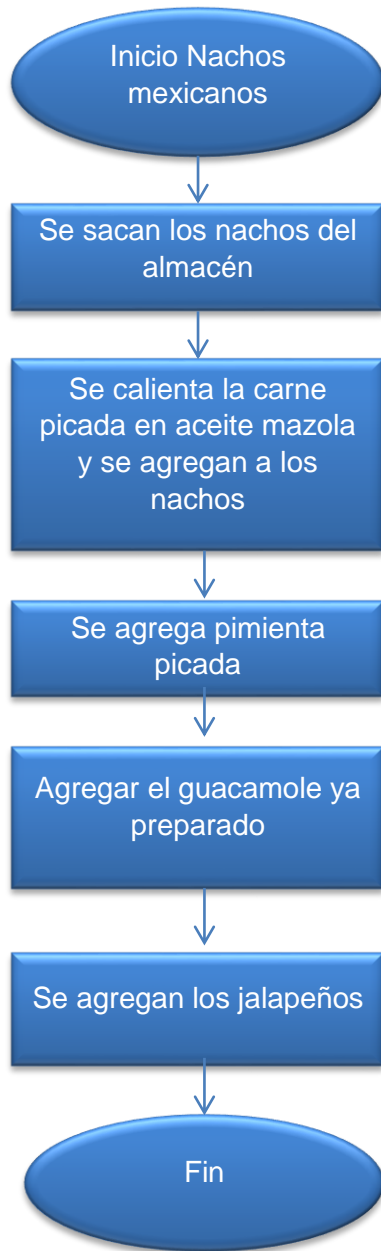 Inicio Nachos
mexicanos
Se sacan los nachos del
almacén
Se calienta la carne
picada en aceite mazola
y se agregan a los
nachos
Se agrega pimienta
picada
Agregar el guacamole ya
preparado
Se agregan los jalapeños
Fin